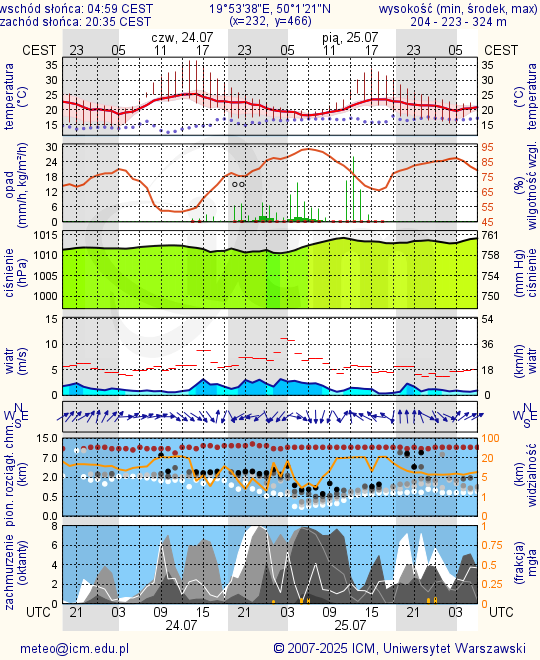 wschód słońca: 04:59 CEST 19°53'38"E, 50°1'21"N wysokość (min, środek, max)
zachód słońca: 20:35 CEST (x=232, y=466) 204 - 223 - 324 m
czw, 24.07 pią, 25.07
CEST 23 05 11 17 23 05 11 17 23 05 CEST
temperatura (°C)
35 30 25 20 15
35 30 25 20 15
temperatura (°C)
opad (mm/h, kg/m²/h)
30 24 18 12 6 0
95 85 75 65 55 45
(%) wilgotność wzgl.
ciśnienie (hPa)
1015 1010 1005 1000
761 758 754 750
(mm Hg) ciśnienie
wiatr (m/s)
15 10 5 0
54 36 18 0
(km/h) wiatr
N W E S
N W E S
pion. rozciągł. chm. (km)
15.0 7.0 2.0 0.5 0.0
100 20 5 1 0
(km) widzialność
zachmurzenie (oktanty)
8 6 4 2 0
1 0.75 0.5 0.25 0
(frakcja) mgła
UTC 21 03 09 15 21 03 09 15 21 03 UTC
24.07 25.07
meteo@icm.edu.pl © 2007-2025 ICM, Uniwersytet Warszawski